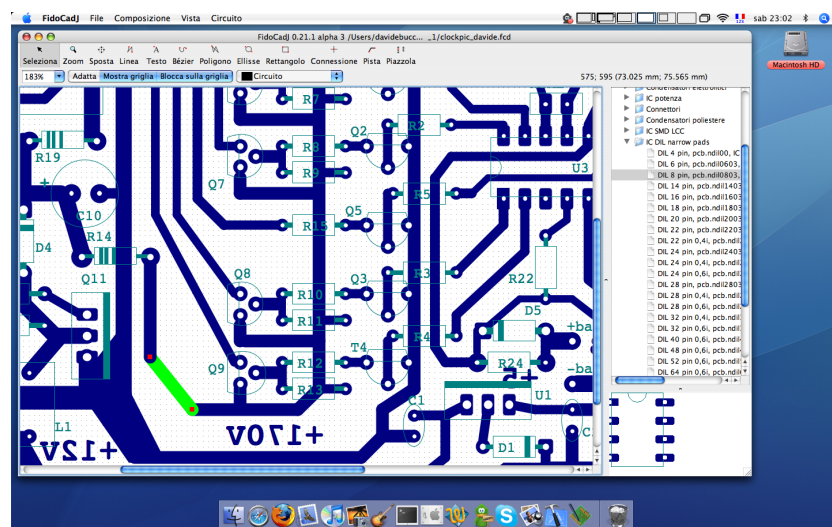 FidoCadJ File Composizione Vista Circuito sab 23:02
FidoCadJ 0.21.1 alpha 3 /Users/davidebucc... _1/clockpic_davide.fcd
Macintosh HD
Seleziona Zoom Sposta Linea Testo Bézier Poligono Ellisse Rettangolo Connessione Pista Piazzola
183% Adatta Mostra griglia Blocca sulla griglia Circuito 575; 595 (73.025 mm; 75.565 mm)
Condensatori elettronici
IC potenza
Connettori
Condensatori poliestere
IC SMD LCC
IC DIL narrow pads
DIL 4 pin, pcb.ndil00, IC
DIL 6 pin, pcb.ndil0603,
DIL 8 pin, pcb.ndil0803,
DIL 14 pin, pcb.ndil1403
DIL 16 pin, pcb.ndil1603
DIL 18 pin, pcb.ndil1803
DIL 20 pin, pcb.ndil2003
DIL 22 pin, pcb.ndil2203
DIL 22 pin 0,4i, pcb.ndil
DIL 24 pin, pcb.ndil2403
DIL 24 pin 0,4i, pcb.ndil
DIL 24 pin 0,6i, pcb.ndil
DIL 28 pin, pcb.ndil2803
DIL 28 pin 0,4i, pcb.ndil
DIL 28 pin 0,6i, pcb.ndil
DIL 32 pin 0,4i, pcb.ndil
DIL 32 pin 0,6i, pcb.ndil
DIL 40 pin 0,6i, pcb.ndil
DIL 48 pin 0,6i, pcb.ndil
DIL 52 pin 0,6i, pcb.ndil
DIL 64 pin 0,6i, pcb.ndil
R7
R2
Q2
R19
R8
R9
U3
Q7
R5
C10
Q5
R15
R14
D4
Q11
Q8
Q3
R3
R22
R10
R11
D5
R4
+ba
T4
Q9
R12
R24
-ba
R13
+5
U1
C1
L1
+12V
+170V
D1
C